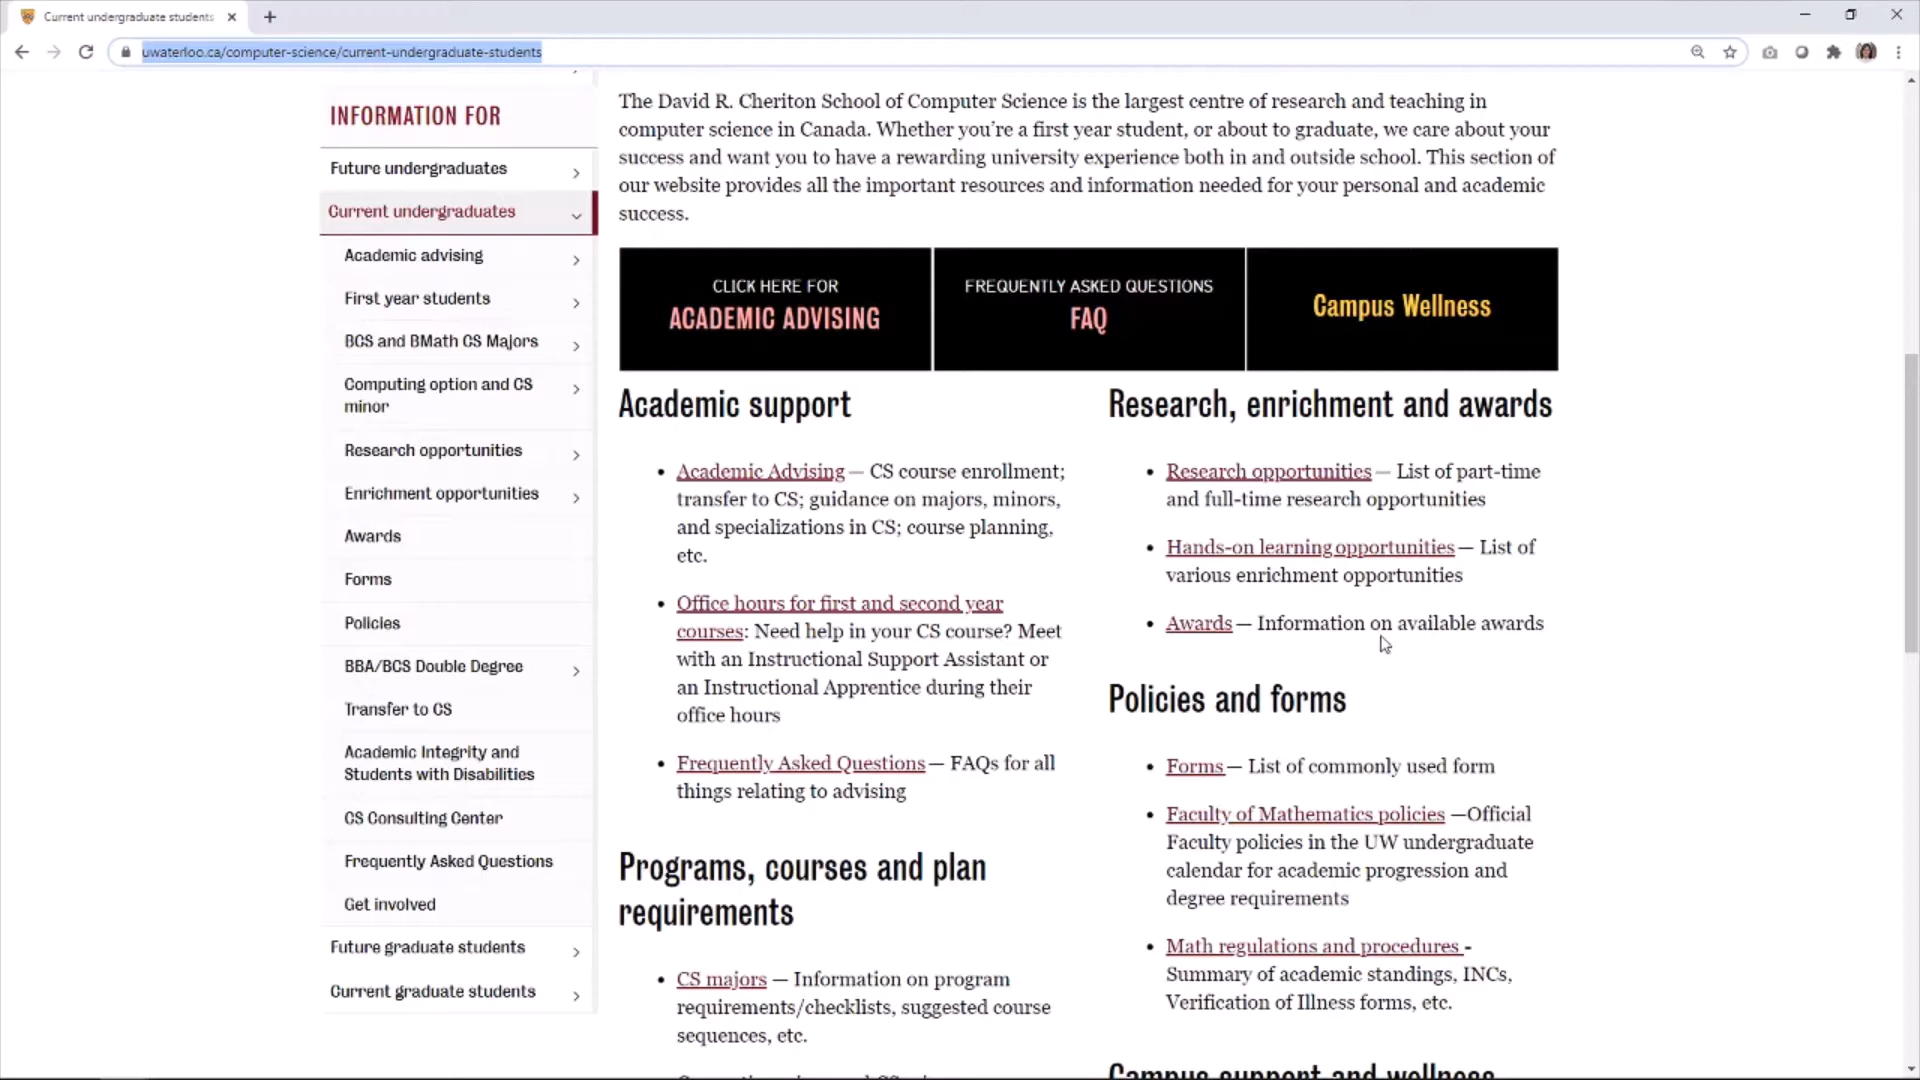 Current undergraduate students
uwaterloo.ca/computer-science/current-undergraduate-students
INFORMATION FOR
Future undergraduates
Current undergraduates
Academic advising
First year students
BCS and BMath CS Majors
Computing option and CS
minor
Research opportunities
Enrichment opportunities
Awards
Forms
Policies
BBA/BCS Double Degree
Transfer to CS
Academic Integrity and
Students with Disabilities
CS Consulting Center
Frequently Asked Questions
Get involved
Future graduate students
Current graduate students
The David R. Cheriton School of Computer Science is the largest centre of research and teaching in
computer science in Canada. Whether you’re a first year student, or about to graduate, we care about your
success and want you to have a rewarding university experience both in and outside school. This section of
our website provides all the important resources and information needed for your personal and academic
success.
CLICK HERE FOR
ACADEMIC ADVISING
FREQUENTLY ASKED QUESTIONS
FAQ
Campus Wellness
Academic support
• Academic Advising — CS course enrollment;
transfer to CS; guidance on majors, minors,
and specializations in CS; course planning,
etc.
• Office hours for first and second year
courses: Need help in your CS course? Meet
with an Instructional Support Assistant or
an Instructional Apprentice during their
office hours
• Frequently Asked Questions — FAQs for all
things relating to advising
Programs, courses and plan
requirements
• CS majors — Information on program
requirements/checklists, suggested course
sequences, etc.
Research, enrichment and awards
• Research opportunities — List of part-time
and full-time research opportunities
• Hands-on learning opportunities — List of
various enrichment opportunities
• Awards — Information on available awards
Policies and forms
• Forms — List of commonly used form
• Faculty of Mathematics policies —Official
Faculty policies in the UW undergraduate
calendar for academic progression and
degree requirements
• Math regulations and procedures -
Summary of academic standings, INCs,
Verification of Illness forms, etc.
Campus support and wellness